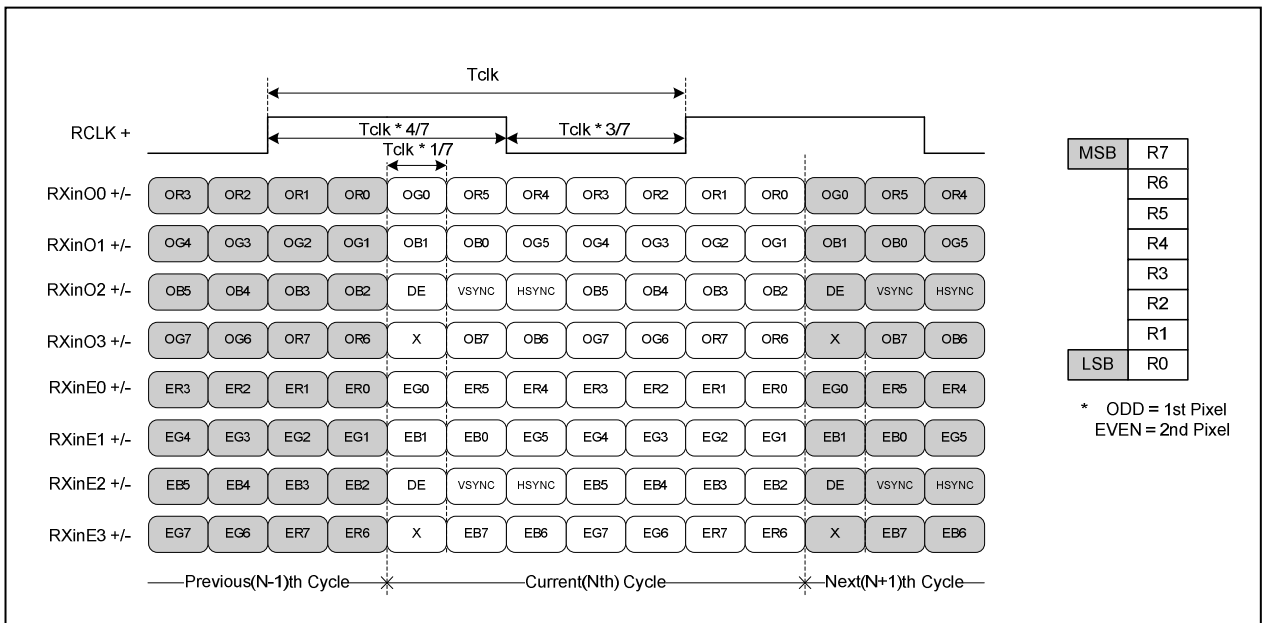 Tclk
RCLK +
Tclk * 4/7
Tclk * 3/7
Tclk * 1/7
RXinO0 +/- OR3 OR2 OR1 OR0 OG0 OR5 OR4 OR3 OR2 OR1 OR0 OG0 OR5 OR4
RXinO1 +/- OG4 OG3 OG2 OG1 OB1 OB0 OG5 OG4 OG3 OG2 OG1 OB1 OB0 OG5
RXinO2 +/- OB5 OB4 OB3 OB2 DE VSYNC HSYNC OB5 OB4 OB3 OB2 DE VSYNC HSYNC
RXinO3 +/- OG7 OG6 OR7 OR6 X OB7 OB6 OG7 OG6 OR7 OR6 X OB7 OB6
RXinE0 +/- ER3 ER2 ER1 ER0 EG0 ER5 ER4 ER3 ER2 ER1 ER0 EG0 ER5 ER4
RXinE1 +/- EG4 EG3 EG2 EG1 EB1 EB0 EG5 EG4 EG3 EG2 EG1 EB1 EB0 EG5
RXinE2 +/- EB5 EB4 EB3 EB2 DE VSYNC HSYNC EB5 EB4 EB3 EB2 DE VSYNC HSYNC
RXinE3 +/- EG7 EG6 ER7 ER6 X EB7 EB6 EG7 EG6 ER7 ER6 X EB7 EB6
Previous(N-1)th Cycle Current(Nth) Cycle Next(N+1)th Cycle
MSB R7
R6
R5
R4
R3
R2
R1
LSB R0
* ODD = 1st Pixel
EVEN = 2nd Pixel